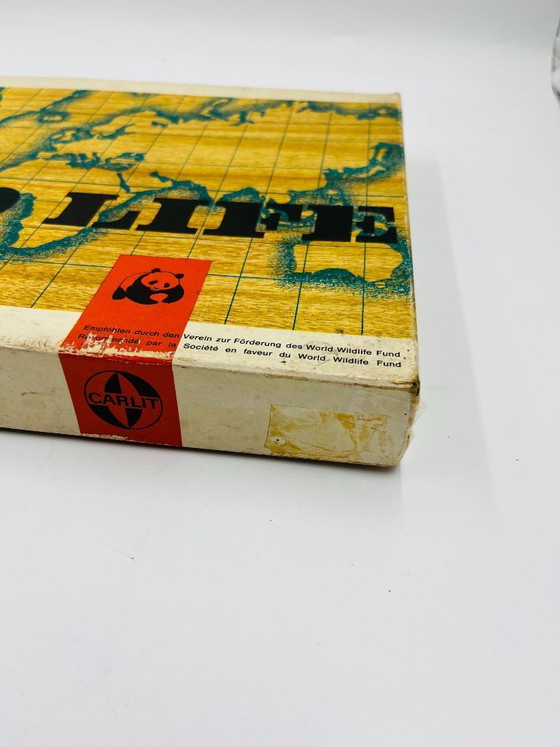 D LIFE
Empfohlen durch den Verein zur Förderung des World Wildlife Fund
Recommandé par la Société en faveur du World Wildlife Fund
CARLIT